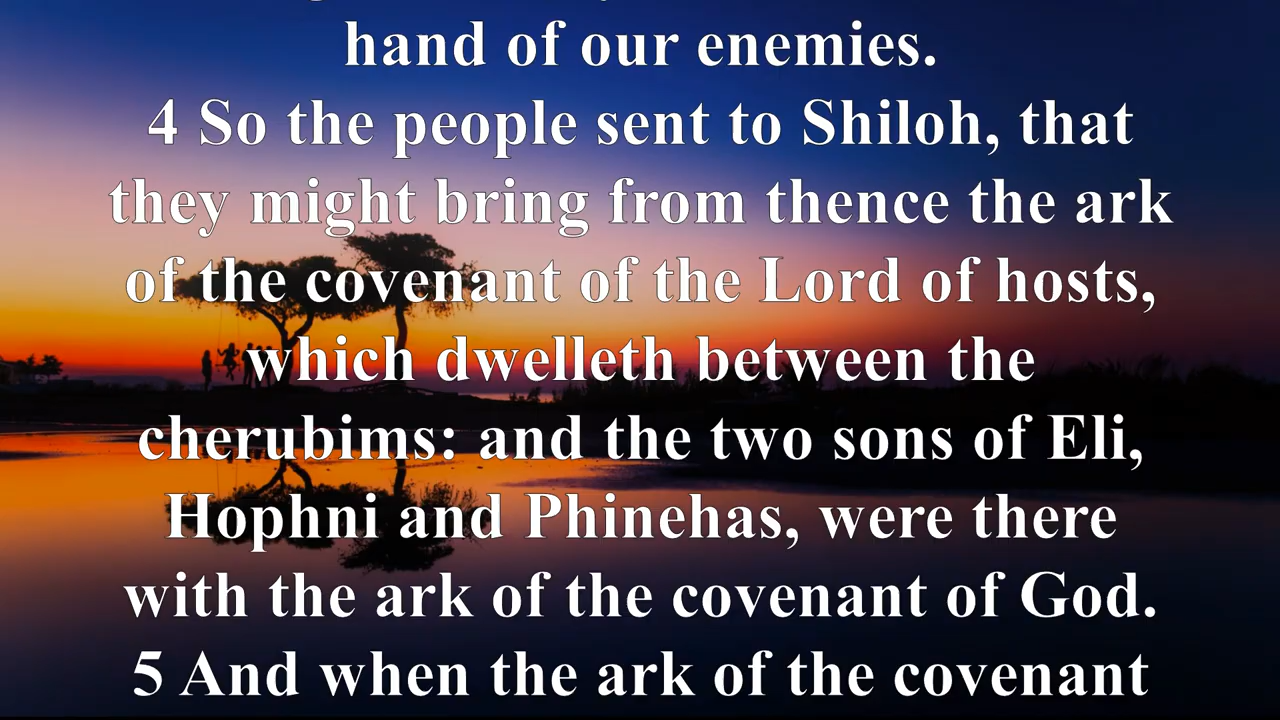 hand of our enemies.
4 So the people sent to Shiloh, that
they might bring from thence the ark
of the covenant of the Lord of hosts,
which dwelleth between the
cherubims: and the two sons of Eli,
Hophni and Phinehas, were there
with the ark of the covenant of God.
5 And when the ark of the covenant